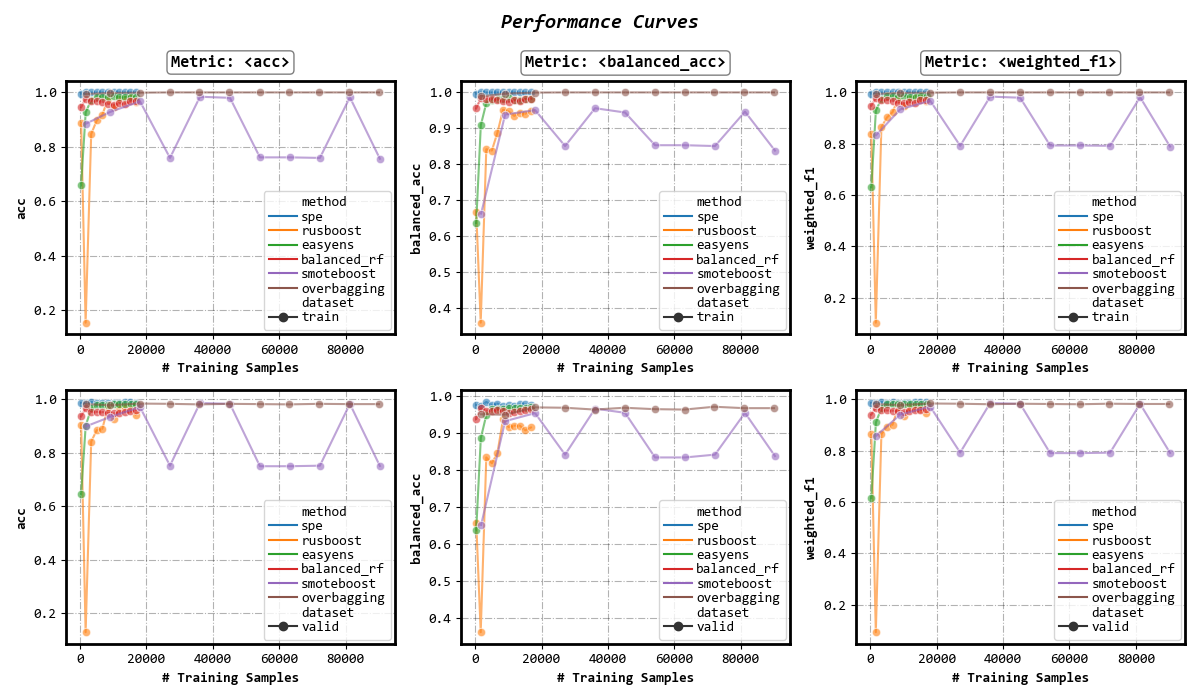 Performance Curves
Metric: <acc>
Metric: <balanced_acc>
Metric: <weighted_f1>
acc
1.0
0.8
0.6
0.4
0.2
0
20000
40000
60000
80000
# Training Samples
method
spe
rusboost
easyens
balanced_rf
smoteboost
overbagging
dataset
train
balanced_acc
1.0
0.9
0.8
0.7
0.6
0.5
0.4
0
20000
40000
60000
80000
# Training Samples
method
spe
rusboost
easyens
balanced_rf
smoteboost
overbagging
dataset
train
weighted_f1
1.0
0.8
0.6
0.4
0.2
0
20000
40000
60000
80000
# Training Samples
method
spe
rusboost
easyens
balanced_rf
smoteboost
overbagging
dataset
train
acc
1.0
0.8
0.6
0.4
0.2
0
20000
40000
60000
80000
# Training Samples
method
spe
rusboost
easyens
balanced_rf
smoteboost
overbagging
dataset
valid
balanced_acc
1.0
0.9
0.8
0.7
0.6
0.5
0.4
0
20000
40000
60000
80000
# Training Samples
method
spe
rusboost
easyens
balanced_rf
smoteboost
overbagging
dataset
valid
weighted_f1
1.0
0.8
0.6
0.4
0.2
0
20000
40000
60000
80000
# Training Samples
method
spe
rusboost
easyens
balanced_rf
smoteboost
overbagging
dataset
valid